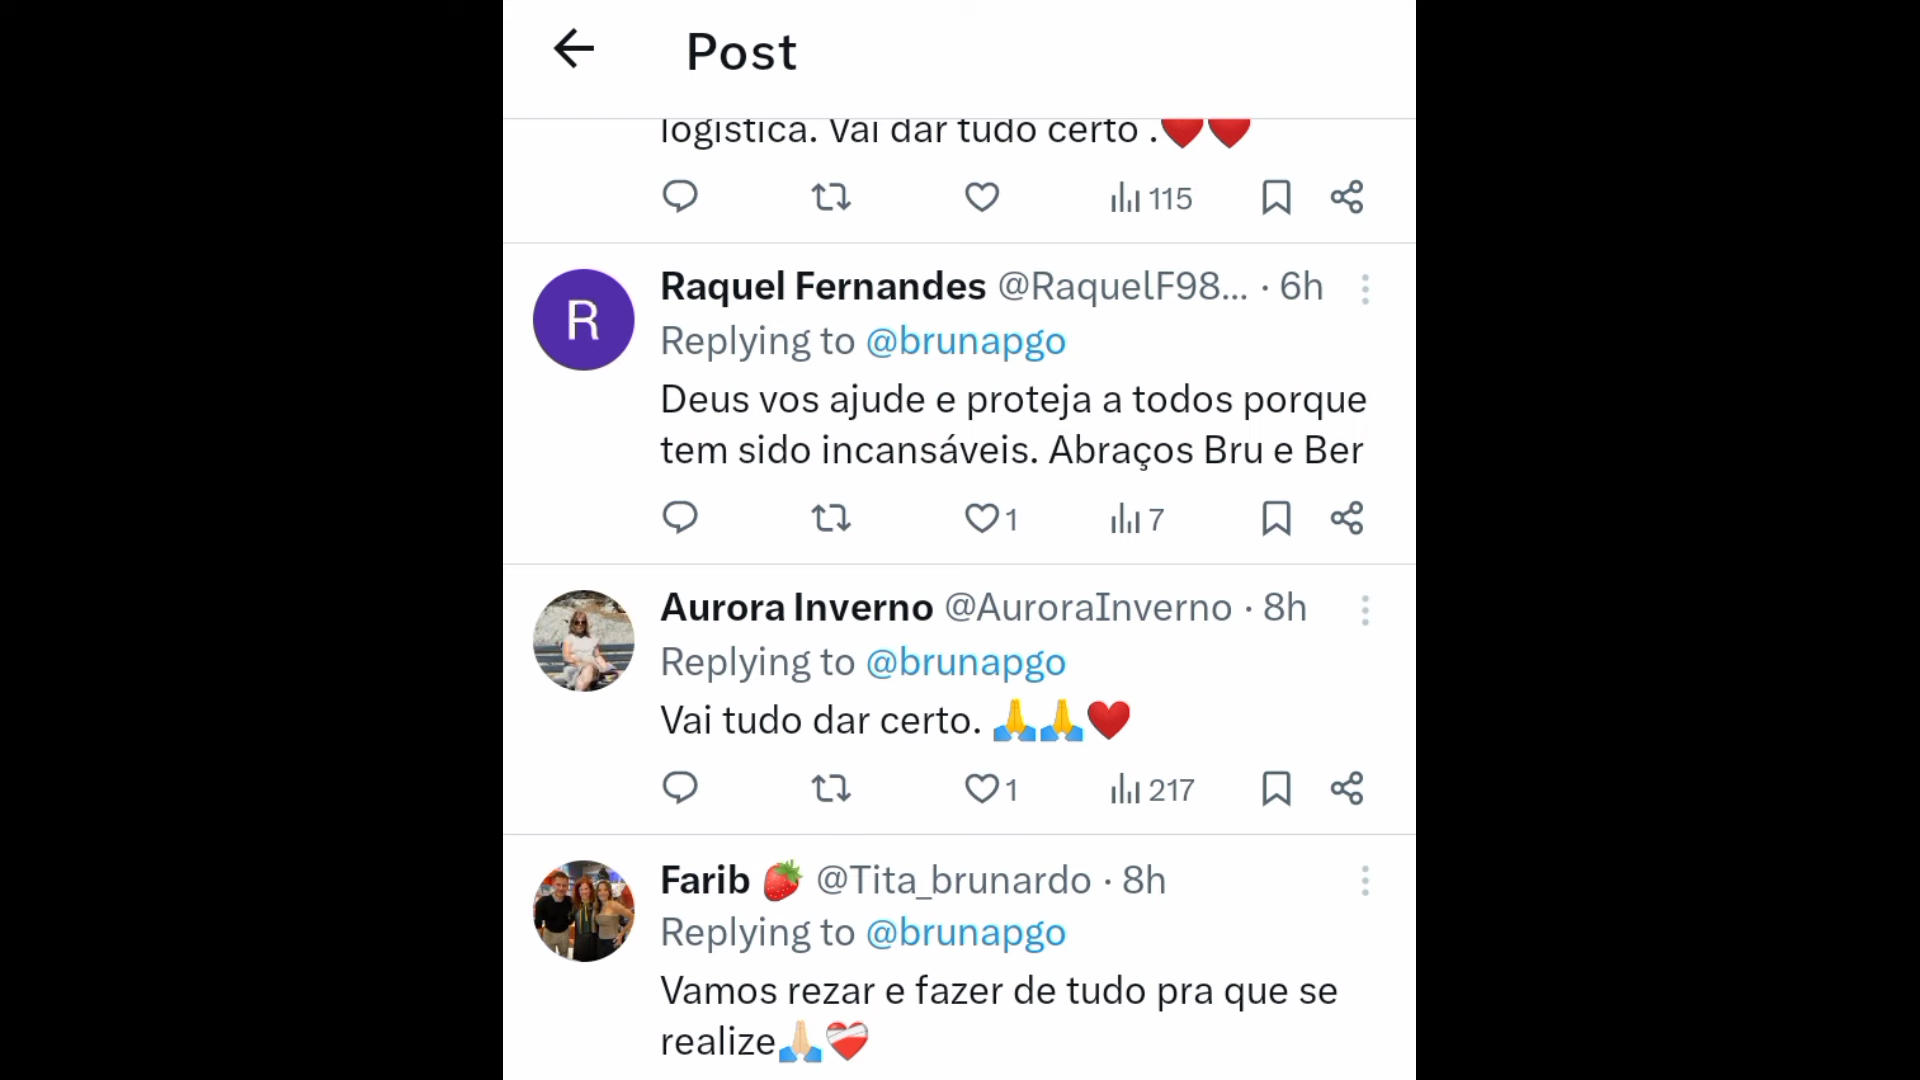 Post
logística. Vai dar tudo certo .❤️❤️
115
R
Raquel Fernandes @RaquelF98... · 6h
Replying to @brunapgo
Deus vos ajude e proteja a todos porque
tem sido incansáveis. Abraços Bru e Ber
1 7
Aurora Inverno @AuroraInverno · 8h
Replying to @brunapgo
Vai tudo dar certo. 🙏🙏❤️
1 217
Farib 🍓 @Tita_brunardo · 8h
Replying to @brunapgo
Vamos rezar e fazer de tudo pra que se
realize🙏🏻❤️‍🩹